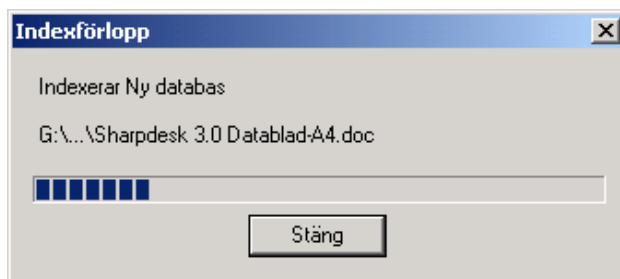 Indexförlopp
Indexerar Ny databas
G:\...\Sharpdesk 3.0 Datablad-A4.doc
Stäng